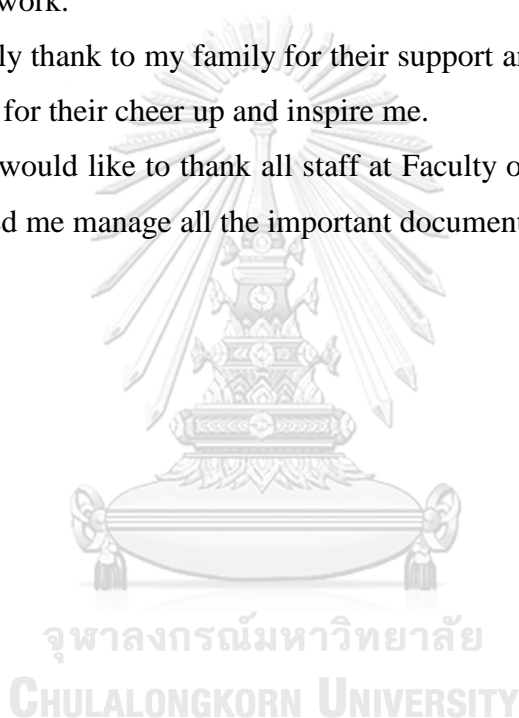 work.
ly thank to my family for their support an
for their cheer up and inspire me.
would like to thank all staff at Faculty o
ed me manage all the important document
จุฬาลงกรณ์มหาวิทยาลัย
CHULALONGKORN UNIVERSITY